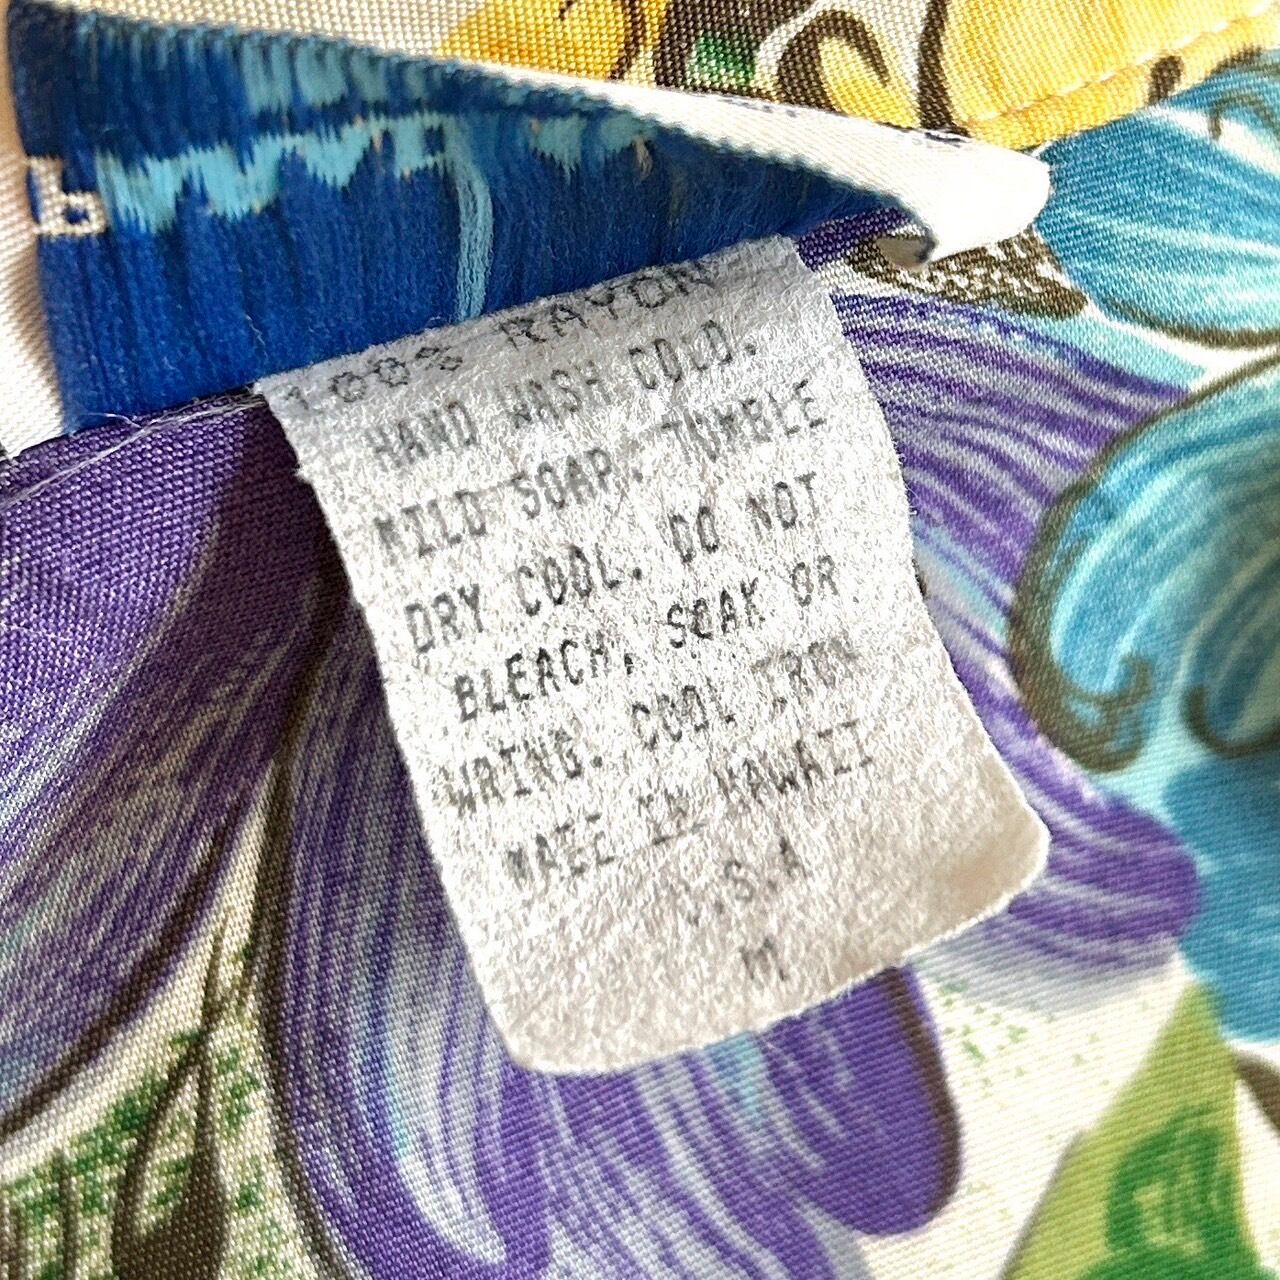 b
100% RAYON
HAND WASH COLD.
MILD SOAP. TUMBLE
DRY COOL. DO NOT
BLEACH, SOAK OR
WRING. COOL IRON
MADE IN HAWAII
U.S.A
M